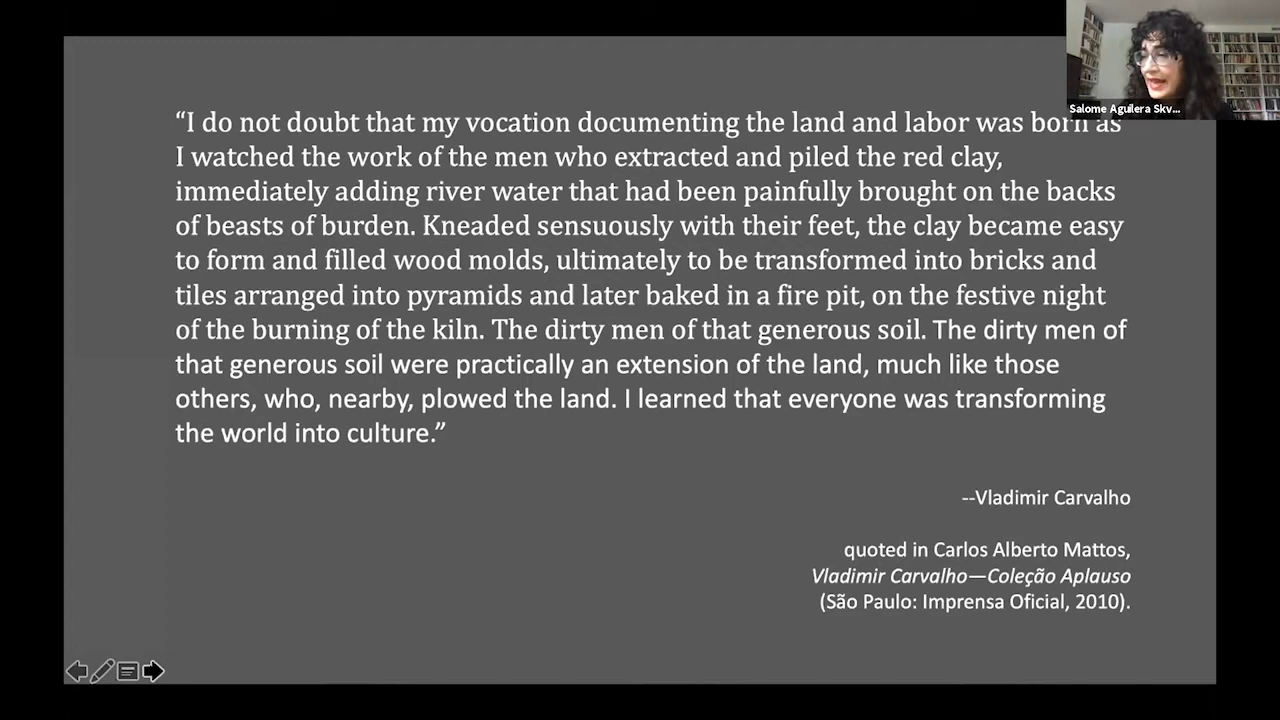 “I do not doubt that my vocation documenting the land and labor was born as
I watched the work of the men who extracted and piled the red clay,
immediately adding river water that had been painfully brought on the backs
of beasts of burden. Kneaded sensuously with their feet, the clay became easy
to form and filled wood molds, ultimately to be transformed into bricks and
tiles arranged into pyramids and later baked in a fire pit, on the festive night
of the burning of the kiln. The dirty men of that generous soil. The dirty men of
that generous soil were practically an extension of the land, much like those
others, who, nearby, plowed the land. I learned that everyone was transforming
the world into culture.”
--Vladimir Carvalho
quoted in Carlos Alberto Mattos,
Vladimir Carvalho—Coleção Aplauso
(São Paulo: Imprensa Oficial, 2010).
Salome Aguilera Skv...